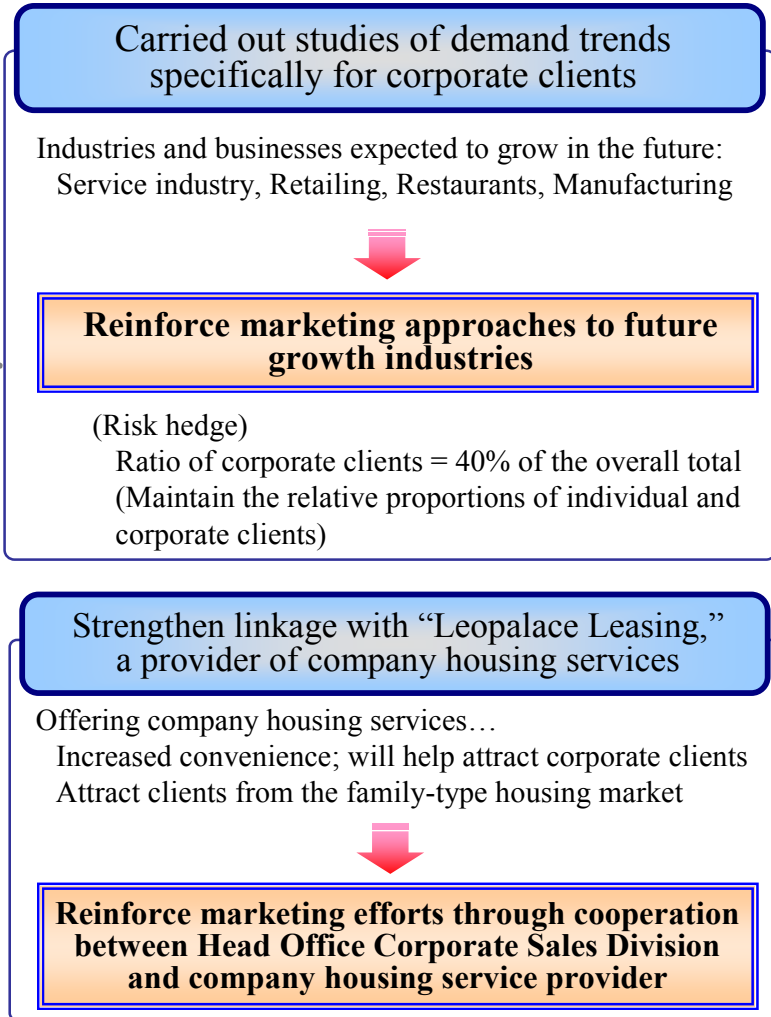 Carried out studies of demand trends
specifically for corporate clients
Industries and businesses expected to grow in the future:
Service industry, Retailing, Restaurants, Manufacturing
Reinforce marketing approaches to future
growth industries
(Risk hedge)
Ratio of corporate clients = 40% of the overall total
(Maintain the relative proportions of individual and
corporate clients)
Strengthen linkage with “Leopalace Leasing,”
a provider of company housing services
Offering company housing services…
Increased convenience; will help attract corporate clients
Attract clients from the family-type housing market
Reinforce marketing efforts through cooperation
between Head Office Corporate Sales Division
and company housing service provider